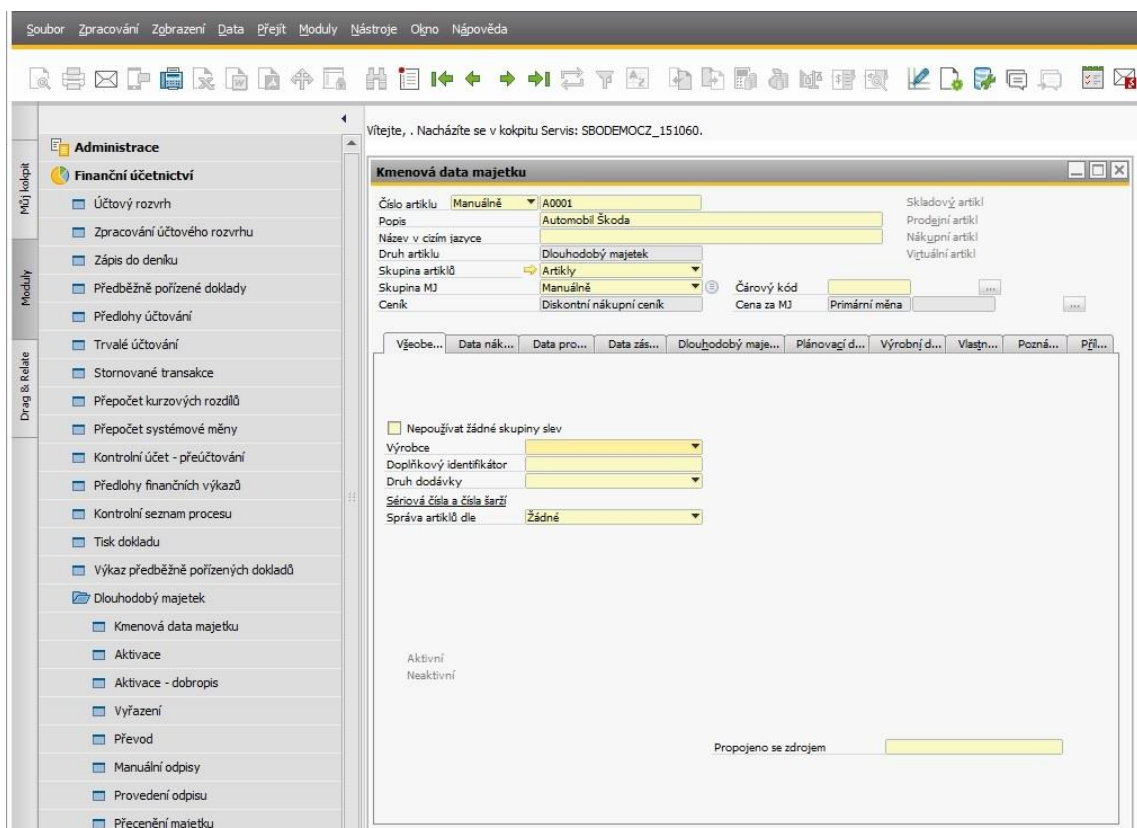 Soubor Zpracování Zobrazení Data Přejít Moduly Nástroje Okno Nápověda
Můj kokpit
Moduly
Drag & Relate
Administrace
Finanční účetnictví
Účtový rozvrh
Zpracování účtového rozvrhu
Zápis do deníku
Předběžně pořízené doklady
Předlohy účtování
Trvalé účtování
Stornované transakce
Přepočet kurzových rozdílů
Přepočet systémové měny
Kontrolní účet - přeúčtování
Předlohy finančních výkazů
Kontrolní seznam procesu
Tisk dokladu
Výkaz předběžně pořízených dokladů
Dlouhodobý majetek
Kmenová data majetku
Aktivace
Aktivace - dobropis
Vyřazení
Převod
Manuální odpisy
Provedení odpisu
Přecenění majetku
Vítejte, . Nacházíte se v kokpitu Servis: SBODEMOCZ_151060.
Kmenová data majetku
Číslo artiklu Manuálně A0001 Skladový artikl
Popis Automobil Škoda Prodejní artikl
Název v cizím jazyce Nákupní artikl
Druh artiklu Dlouhodobý majetek Virtuální artikl
Skupina artiklů Artikly
Skupina MJ Manuálně Čárový kód ...
Ceník Diskontní nákupní ceník Cena za MJ Primární měna ...
Všeobe... Data nák... Data pro... Data zás... Dlouhodobý maje... Plánovací d... Výrobní d... Vlastn... Pozná... Příl...
Nepoužívat žádné skupiny slev
Výrobce
Doplňkový identifikátor
Druh dodávky
Sériová čísla a čísla šarží
Správa artiklů dle Žádné
Aktivní
Neaktivní
Propojeno se zdrojem